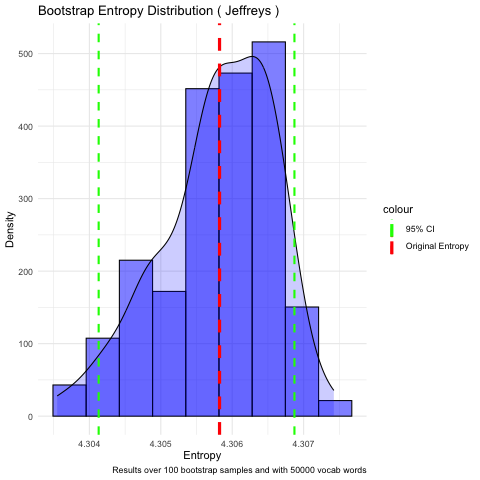 Bootstrap Entropy Distribution ( Jeffreys )
500
400
300
200
100
0
Density
4.304 4.305 4.306 4.307
Entropy
colour
95% CI
Original Entropy
Results over 100 bootstrap samples and with 50000 vocab words